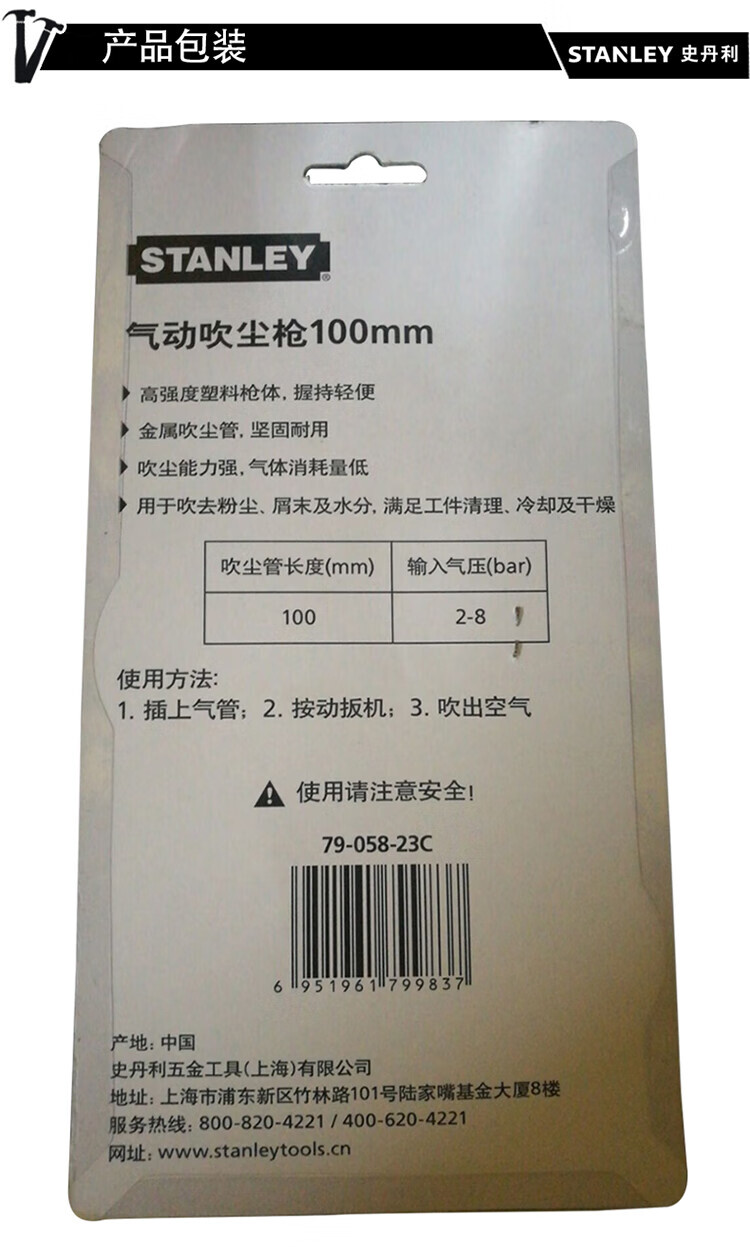 产品包装
STANLEY 史丹利
STANLEY®
气动吹尘枪100mm
高强度塑料枪体, 握持轻便
金属吹尘管, 坚固耐用
吹尘能力强, 气体消耗量低
用于吹去粉尘、屑末及水分, 满足工件清理、冷却及干燥
吹尘管长度(mm) 输入气压(bar)
100 2-8
使用方法:
1. 插上气管; 2. 按动扳机; 3. 吹出空气
使用请注意安全!
79-058-23C
6 951961 799837
产地: 中国
史丹利五金工具(上海)有限公司
地址: 上海市浦东新区竹林路101号陆家嘴基金大厦8楼
服务热线: 800-820-4221 / 400-620-4221
网址: www.stanleytools.cn